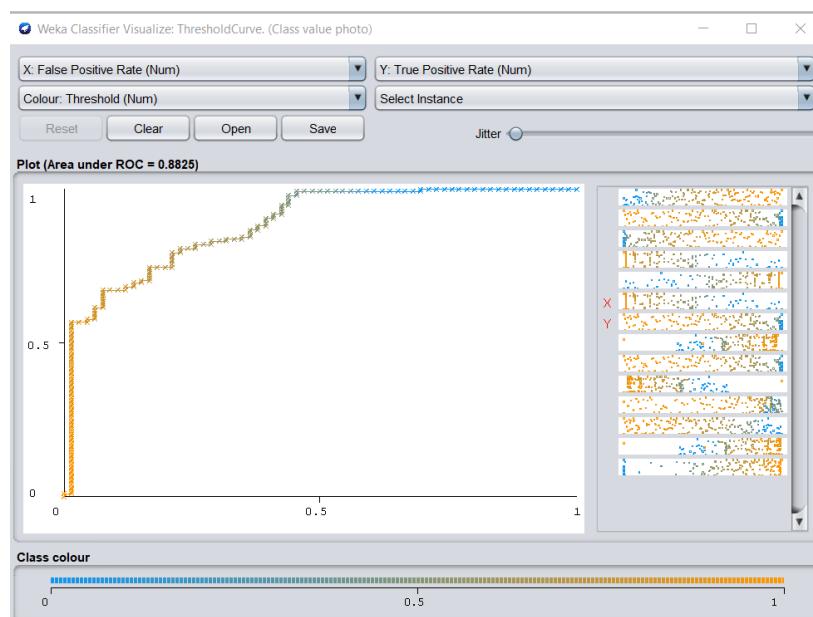 Weka Classifier Visualize: ThresholdCurve. (Class value photo)
X: False Positive Rate (Num)
Y: True Positive Rate (Num)
Colour: Threshold (Num)
Select Instance
Reset
Clear
Open
Save
Jitter
Plot (Area under ROC = 0.8825)
1
0.5
0
0
0.5
1
X
Y
Class colour
0
0.5
1